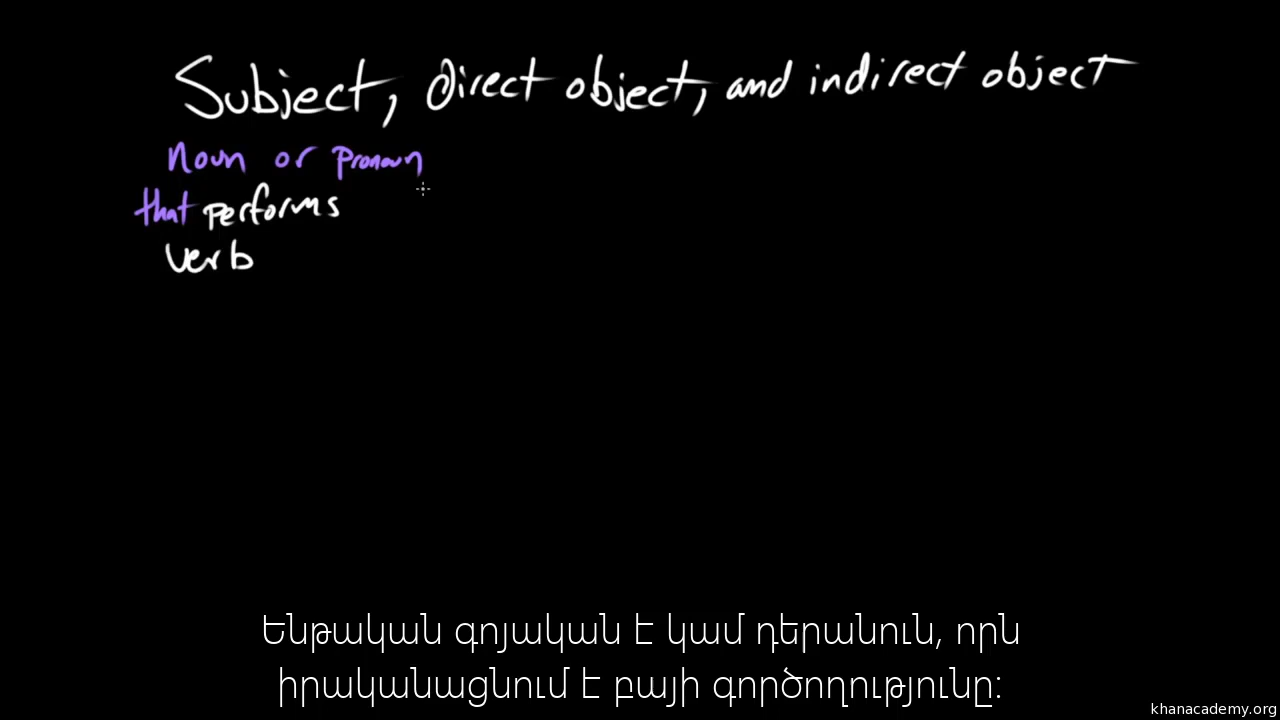 Subject, direct object, and indirect object
noun or pronoun
that performs
verb
Ենթական գոյական է կամ դերանուն, որն
իրականացնում է բայի գործողությունը:
khanacademy.org